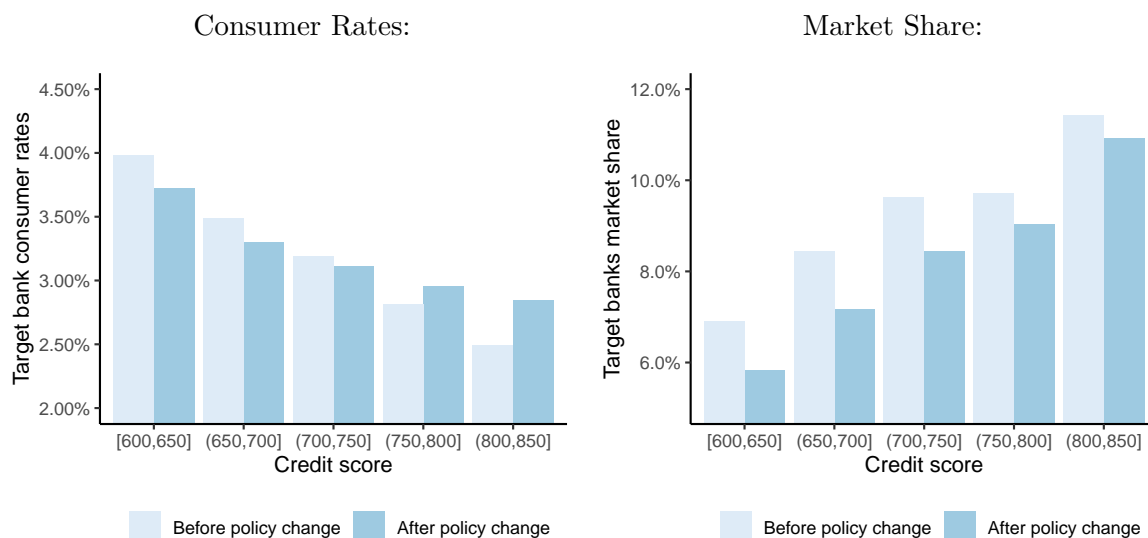 Consumer Rates:
Target bank consumer rates
4.50%
4.00%
3.50%
3.00%
2.50%
2.00%
[600,650] (650,700] (700,750] (750,800] (800,850]
Credit score
Before policy change After policy change
Market Share:
Target banks market share
12.0%
10.0%
8.0%
6.0%
[600,650] (650,700] (700,750] (750,800] (800,850]
Credit score
Before policy change After policy change